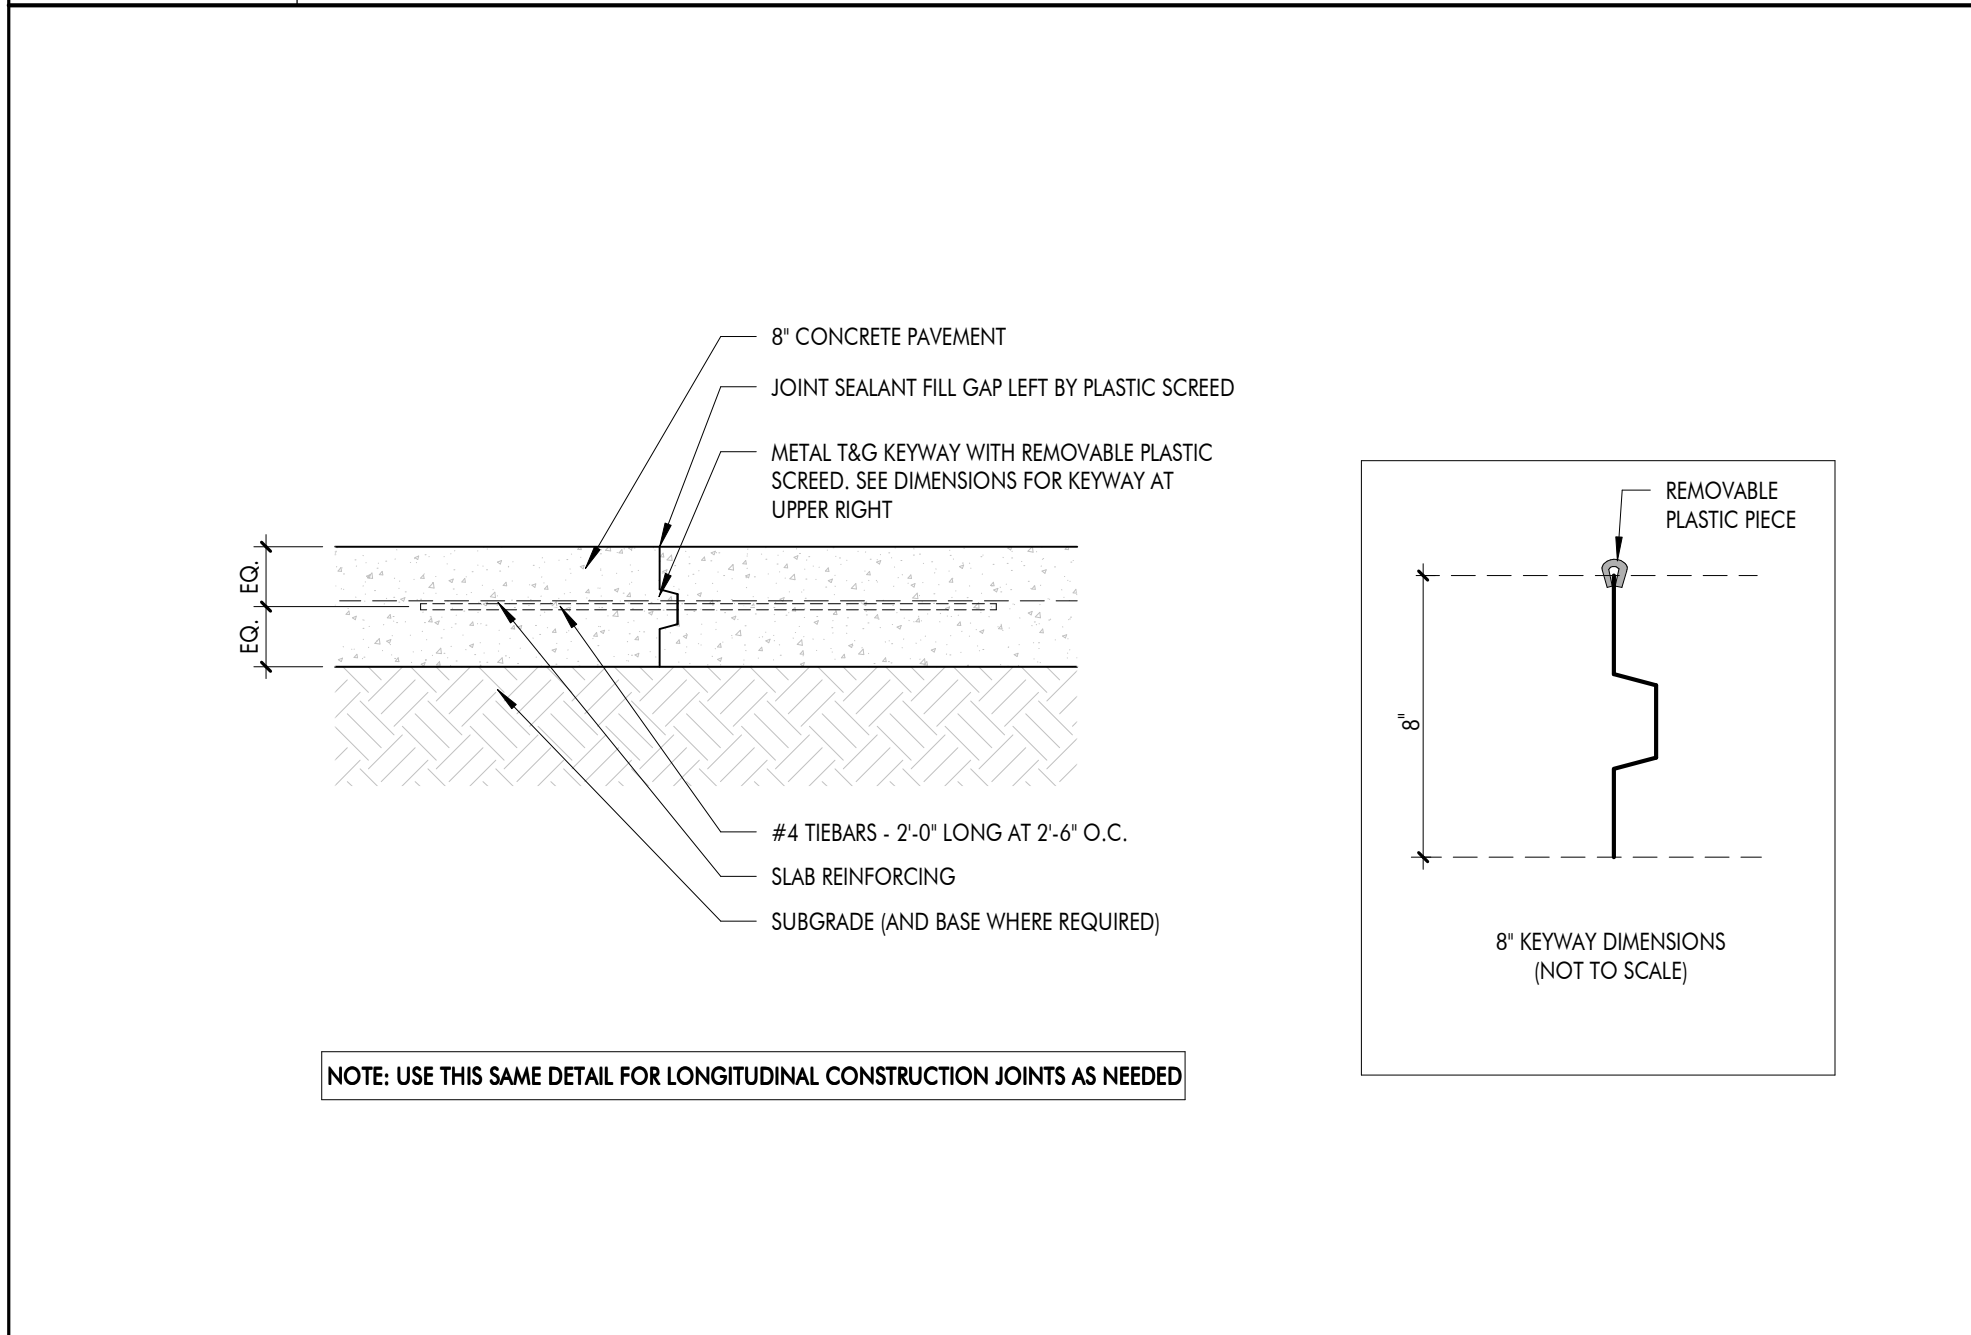 8" CONCRETE PAVEMENT
JOINT SEALANT FILL GAP LEFT BY PLASTIC SCREED
METAL T&G KEYWAY WITH REMOVABLE PLASTIC
SCREED. SEE DIMENSIONS FOR KEYWAY AT
UPPER RIGHT
EQ.
EQ.
#4 TIEBARS - 2'-0" LONG AT 2'-6" O.C.
SLAB REINFORCING
SUBGRADE (AND BASE WHERE REQUIRED)
NOTE: USE THIS SAME DETAIL FOR LONGITUDINAL CONSTRUCTION JOINTS AS NEEDED
REMOVABLE
PLASTIC PIECE
8"
8" KEYWAY DIMENSIONS
(NOT TO SCALE)